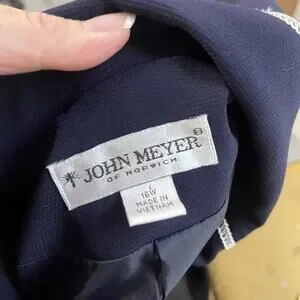 JOHN MEYER
OF NORWICH
16W
MADE IN
VIETNAM